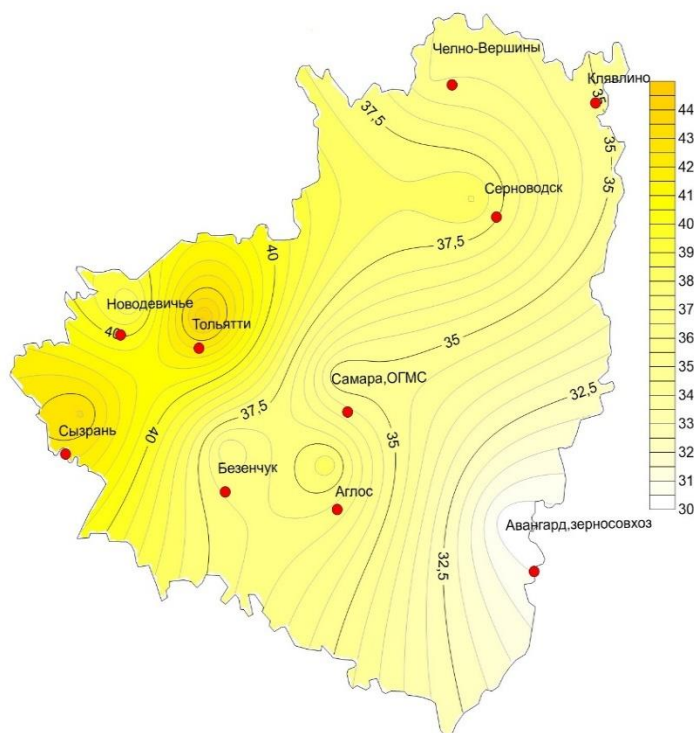 Челно-Вершины
Клявлино
35
44
43
42
41
40
39
38
37
36
35
34
33
32
31
30
37,5
35
35
Серноводск
37,5
40
Новодевичье
40
Тольятти
35
Самара,ОГМС
32,5
37,5
Сызрань
40
35
Безенчук
Аглос
Авангард,зерносовхоз
32,5